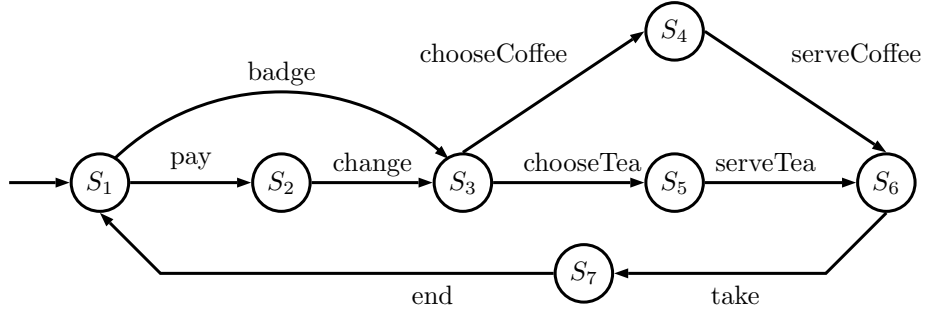 S4
chooseCoffee
serveCoffee
badge
pay
change
chooseTea
serveTea
S1
S2
S3
S5
S6
S7
end
take